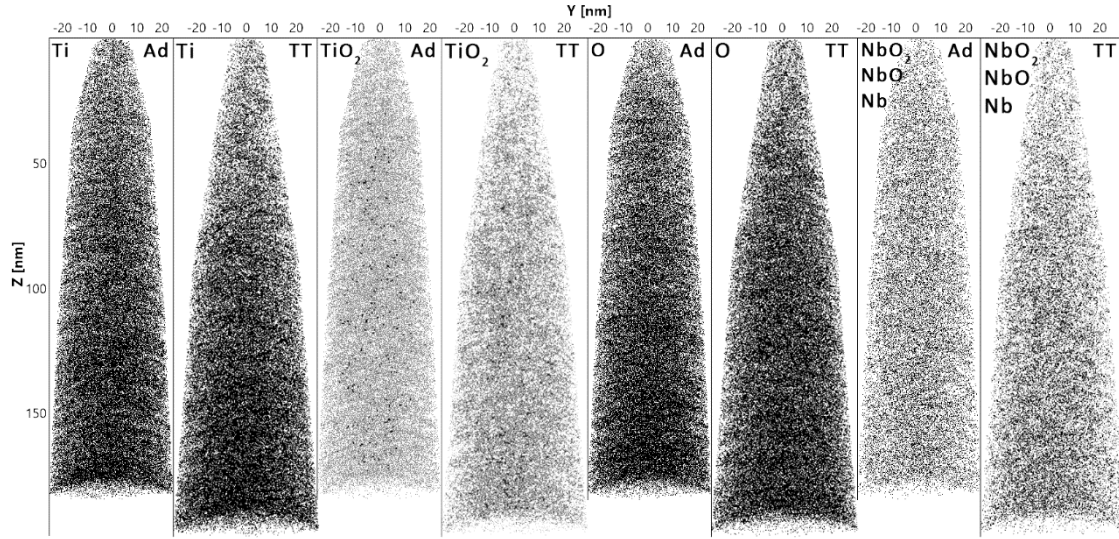 Y [nm]
-20 -10 0 10 20 -20 -10 0 10 20 -20 -10 0 10 20 -20 -10 0 10 20 -20 -10 0 10 20 -20 -10 0 10 20 -20 -10 0 10 20 -20 -10 0 10 20
Ti Ad Ti TT TiO₂ Ad TiO₂ TT O Ad O TT NbO₂ Ad NbO₂ TT
NbO NbO
Nb Nb
50
Z [nm]
100
150